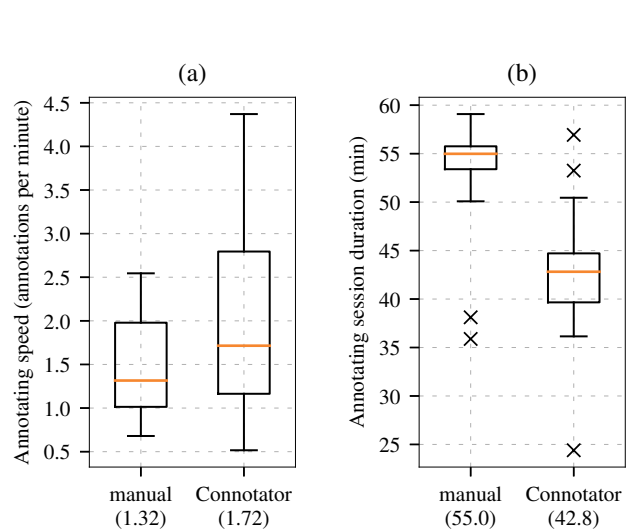 (a)
Annotating speed (annotations per minute)
4.5
4.0
3.5
3.0
2.5
2.0
1.5
1.0
0.5
manual
(1.32)
Connotator
(1.72)
(b)
Annotating session duration (min)
60
55
50
45
40
35
30
25
manual
(55.0)
Connotator
(42.8)